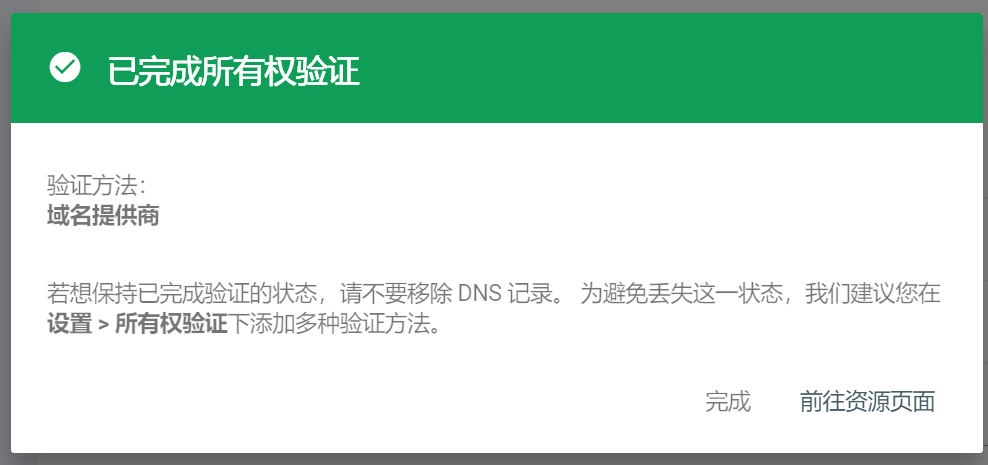 已完成所有权验证
验证方法：
域名提供商
若想保持已完成验证的状态，请不要移除 DNS 记录。 为避免丢失这一状态，我们建议您在
设置 > 所有权验证下添加多种验证方法。
完成 前往资源页面